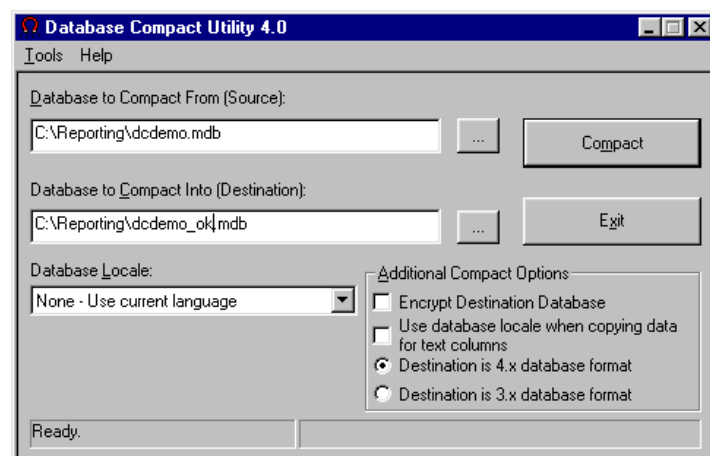 Database Compact Utility 4.0
Tools Help
Database to Compact From (Source):
C:\Reporting\dcdemo.mdb
...
Compact
Database to Compact Into (Destination):
C:\Reporting\dcdemo_ok.mdb
...
Exit
Database Locale:
None - Use current language
Additional Compact Options
Encrypt Destination Database
Use database locale when copying data
for text columns
Destination is 4.x database format
Destination is 3.x database format
Ready.